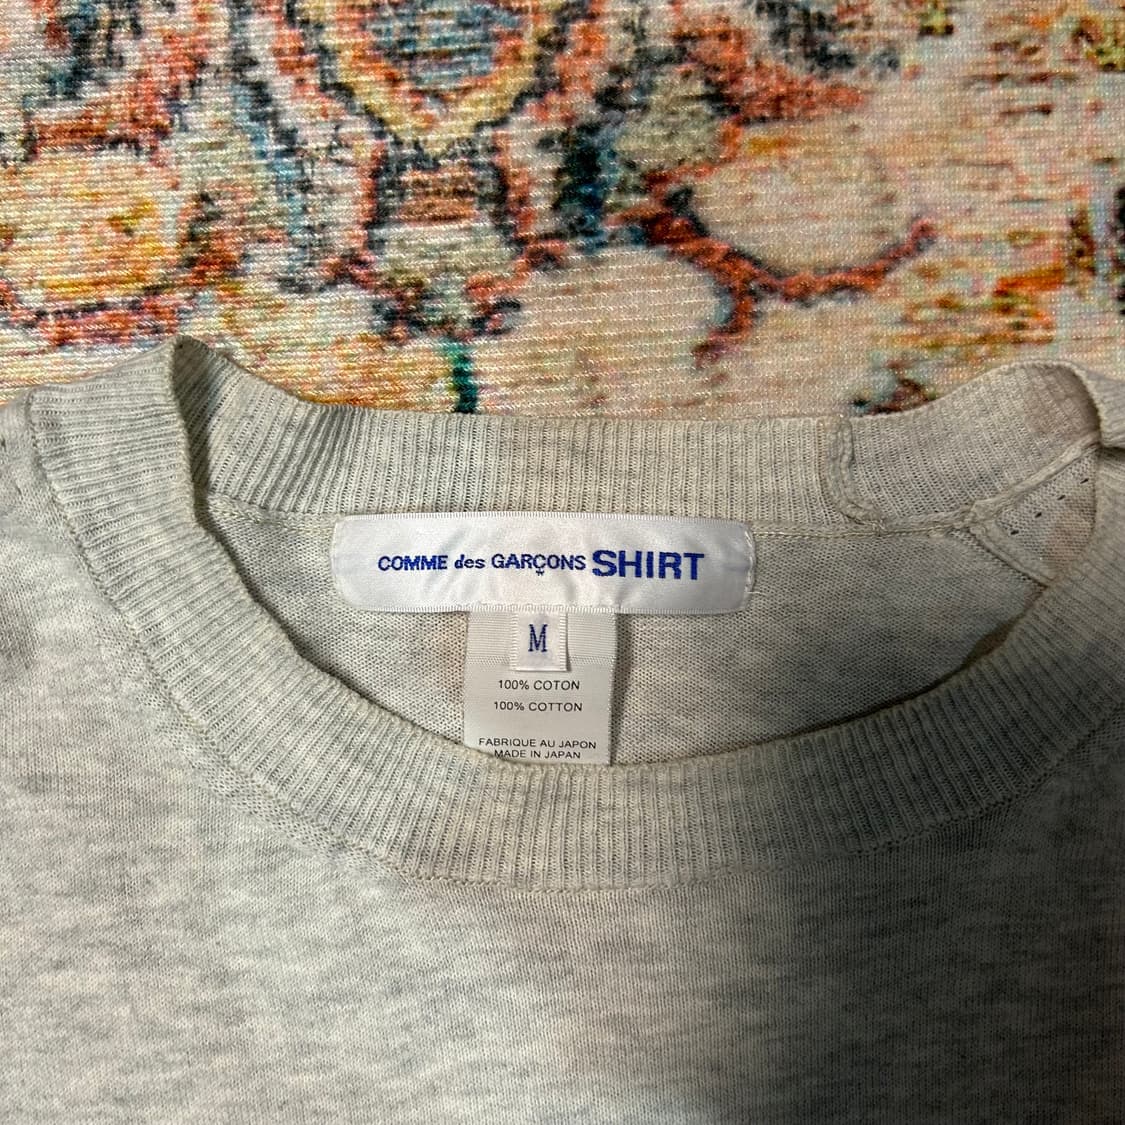 COMME des GARÇONS SHIRT
M
100% COTON
100% COTTON
FABRIQUE AU JAPON
MADE IN JAPAN